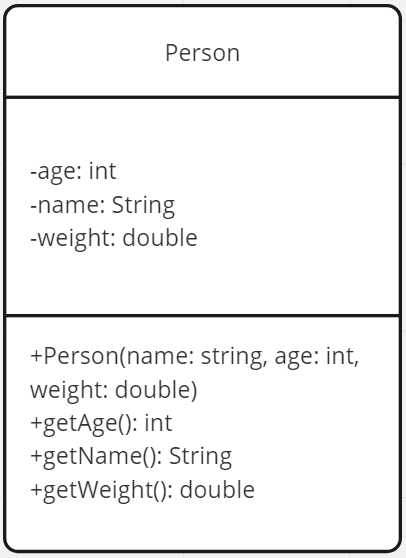 Person
-age: int
-name: String
-weight: double
+Person(name: string, age: int,
weight: double)
+getAge(): int
+getName(): String
+getWeight(): double